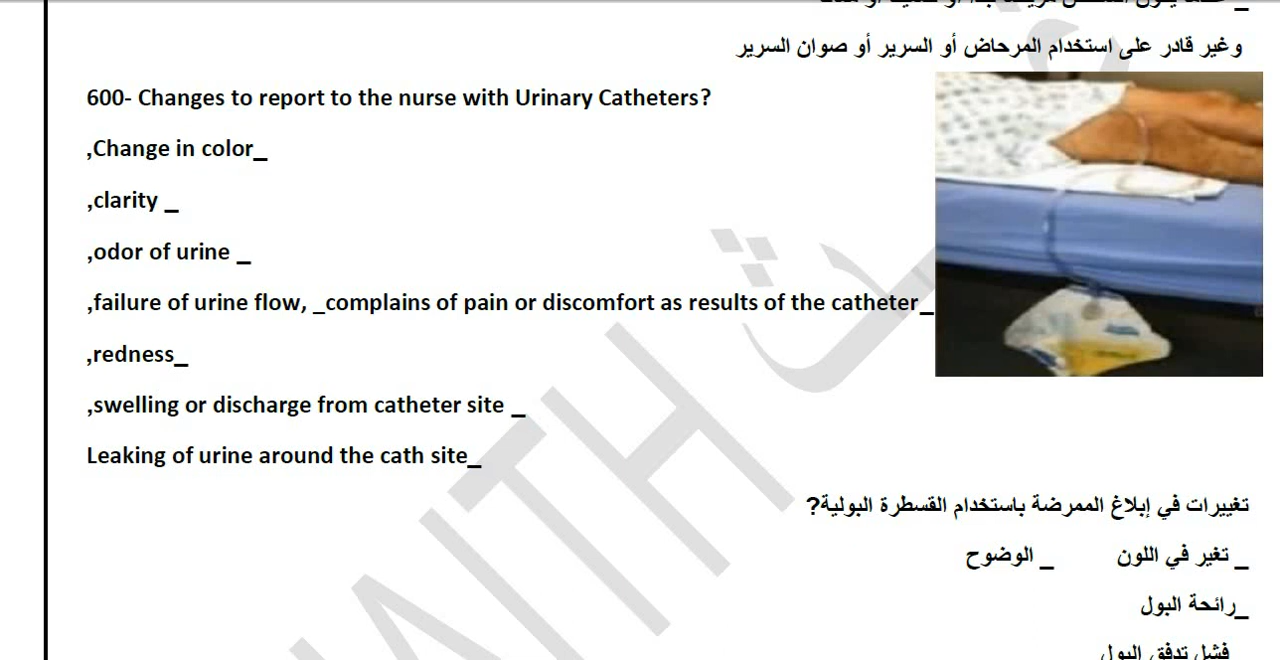 وغير قادر على استخدام المرحاض أو السرير أو صوان السرير
600- Changes to report to the nurse with Urinary Catheters?
,Change in color_
,clarity _
,odor of urine _
,failure of urine flow, _complains of pain or discomfort as results of the catheter_
,redness_
,swelling or discharge from catheter site _
Leaking of urine around the cath site_
تغييرات في إبلاغ الممرضة باستخدام القسطرة البولية?
_ تغير في اللون _ الوضوح
_رائحة البول
فشل تدفق البول